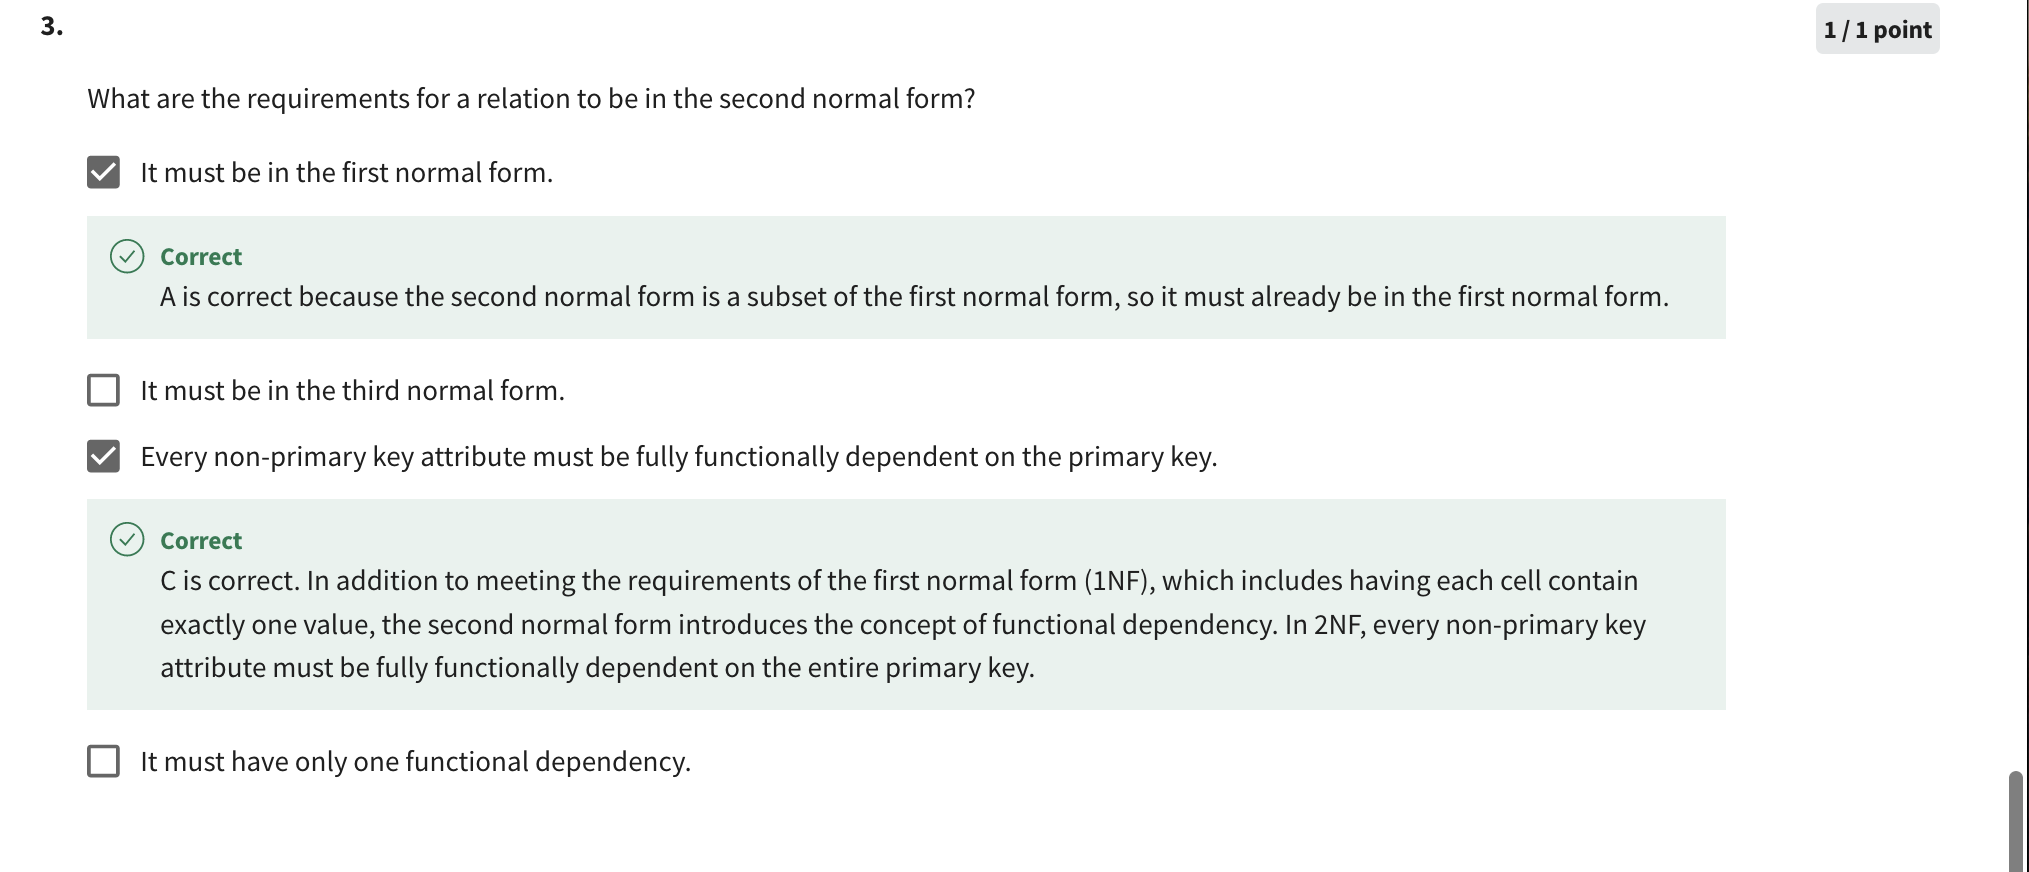 3.
1 / 1 point
What are the requirements for a relation to be in the second normal form?
It must be in the first normal form.
Correct
A is correct because the second normal form is a subset of the first normal form, so it must already be in the first normal form.
It must be in the third normal form.
Every non-primary key attribute must be fully functionally dependent on the primary key.
Correct
C is correct. In addition to meeting the requirements of the first normal form (1NF), which includes having each cell contain
exactly one value, the second normal form introduces the concept of functional dependency. In 2NF, every non-primary key
attribute must be fully functionally dependent on the entire primary key.
It must have only one functional dependency.